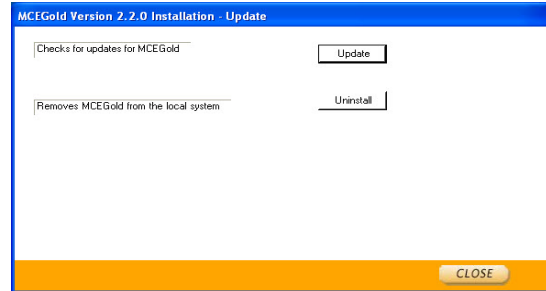 MCEGold Version 2.2.0 Installation - Update
Checks for updates for MCEGold
Update
Removes MCEGold from the local system
Uninstall
CLOSE